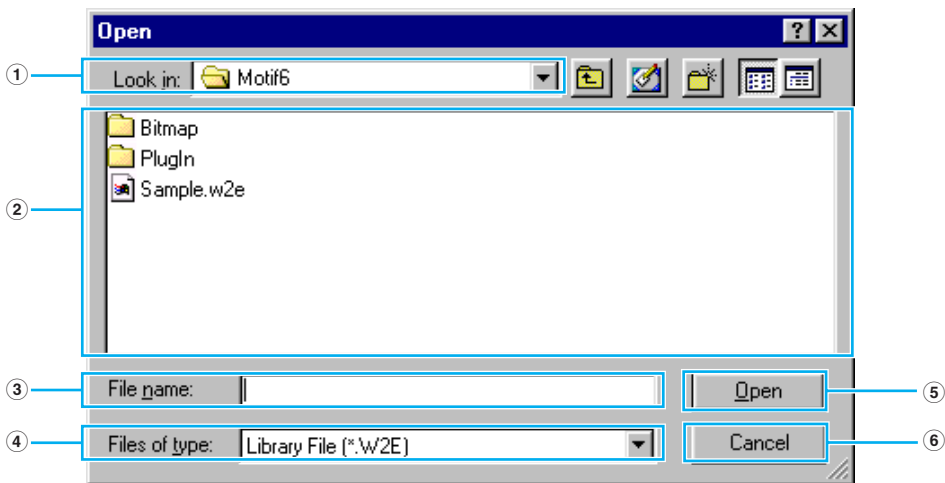 Open
① Look in: Motif6
② Bitmap
PlugIn
Sample.w2e
③ File name:
Open ⑤
④ Files of type: Library File (*.W2E)
Cancel ⑥